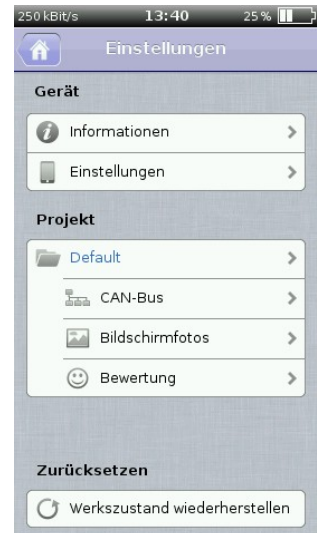 250 kBit/s 13:40 25 %
Einstellungen
Gerät
Informationen
Einstellungen
Projekt
Default
CAN-Bus
Bildschirmfotos
Bewertung
Zurücksetzen
Werkszustand wiederherstellen